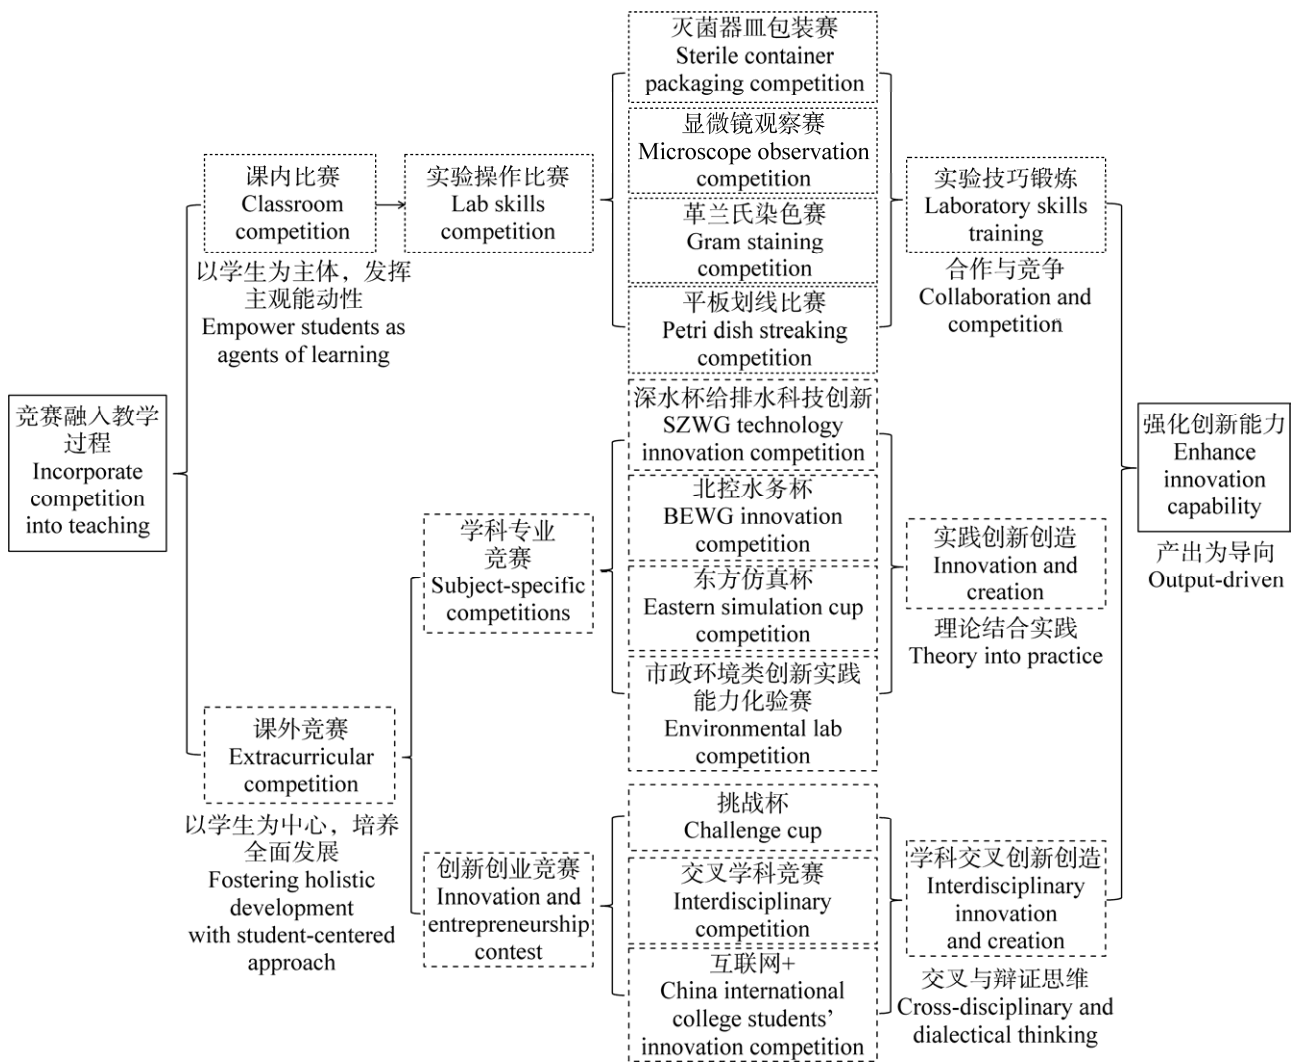 竞赛融入教学
过程
Incorporate
competition
into teaching
课内比赛
Classroom
competition
以学生为主体，发挥
主观能动性
Empower students as
agents of learning
实验操作比赛
Lab skills
competition
灭菌器皿包装赛
Sterile container
packaging competition
显微镜观察赛
Microscope observation
competition
革兰氏染色赛
Gram staining
competition
平板划线比赛
Petri dish streaking
competition
实验技巧锻炼
Laboratory skills
training
合作与竞争
Collaboration and
competition
课外竞赛
Extracurricular
competition
以学生为中心，培养
全面发展
Fostering holistic
development
with student-centered
approach
学科专业
竞赛
Subject-specific
competitions
深水杯给排水科技创新
SZWG technology
innovation competition
北控水务杯
BEWG innovation
competition
东方仿真杯
Eastern simulation cup
competition
市政环境类创新实践
能力化验赛
Environmental lab
competition
实践创新创造
Innovation and
creation
理论结合实践
Theory into practice
创新创业竞赛
Innovation and
entrepreneurship
contest
挑战杯
Challenge cup
交叉学科竞赛
Interdisciplinary
competition
互联网+
China international
college students’
innovation competition
学科交叉创新创造
Interdisciplinary
innovation
and creation
交叉与辩证思维
Cross-disciplinary and
dialectical thinking
强化创新能力
Enhance
innovation
capability
产出为导向
Output-driven